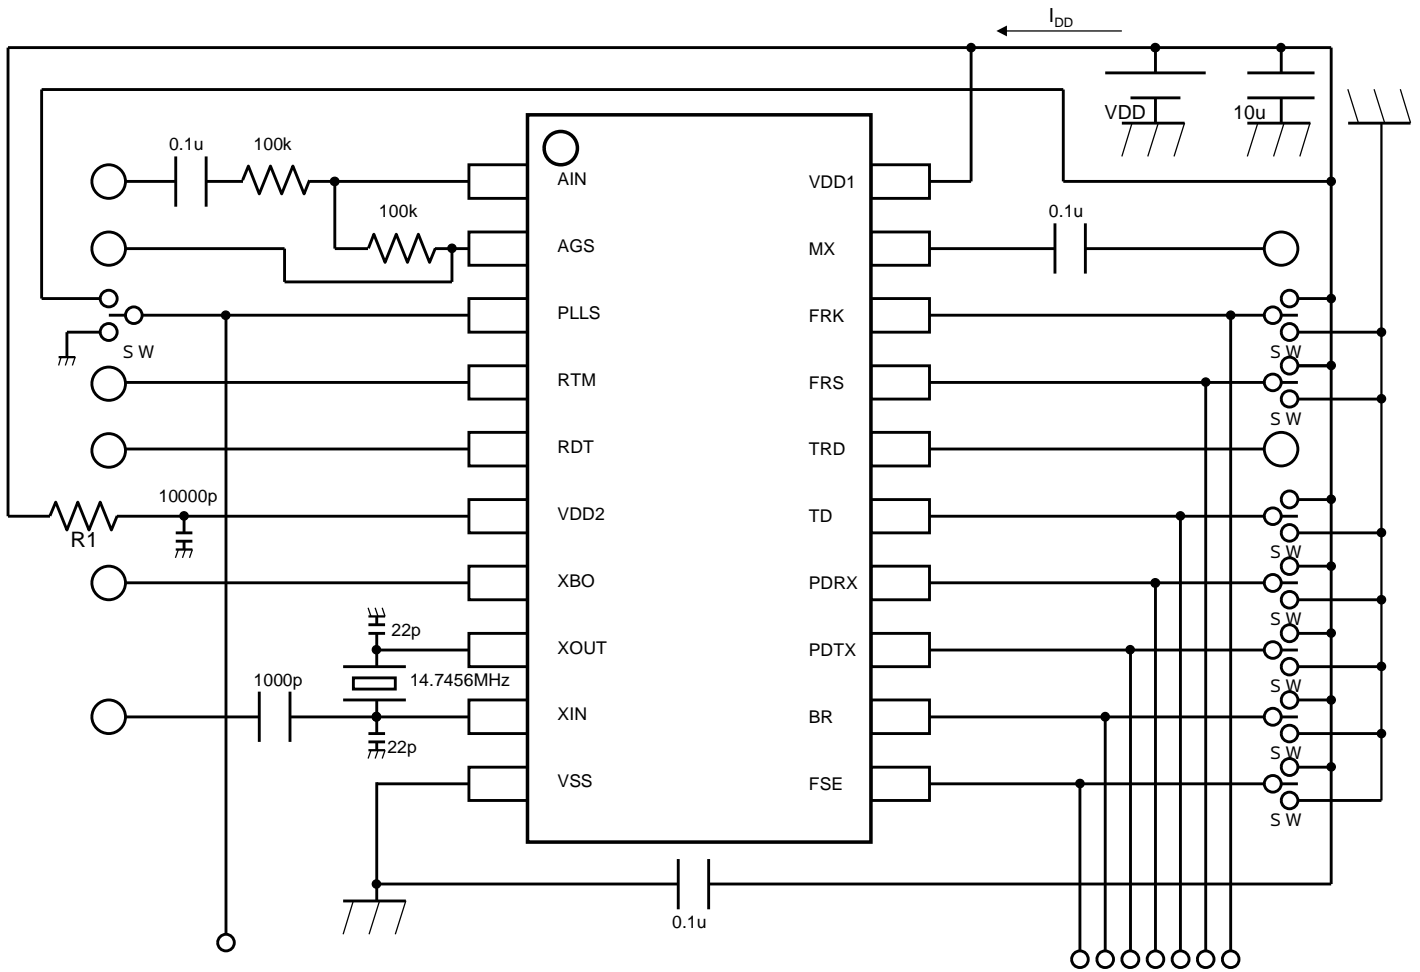 I_DD
VDD
10u
0.1u
100k
AIN
VDD1
100k
0.1u
AGS
MX
PLLS
FRK
S W
S W
RTM
FRS
S W
RDT
TRD
10000p
VDD2
TD
R1
S W
XBO
PDRX
S W
22p
XOUT
PDTX
1000p
14.7456MHz
S W
XIN
BR
22p
S W
VSS
FSE
S W
0.1u